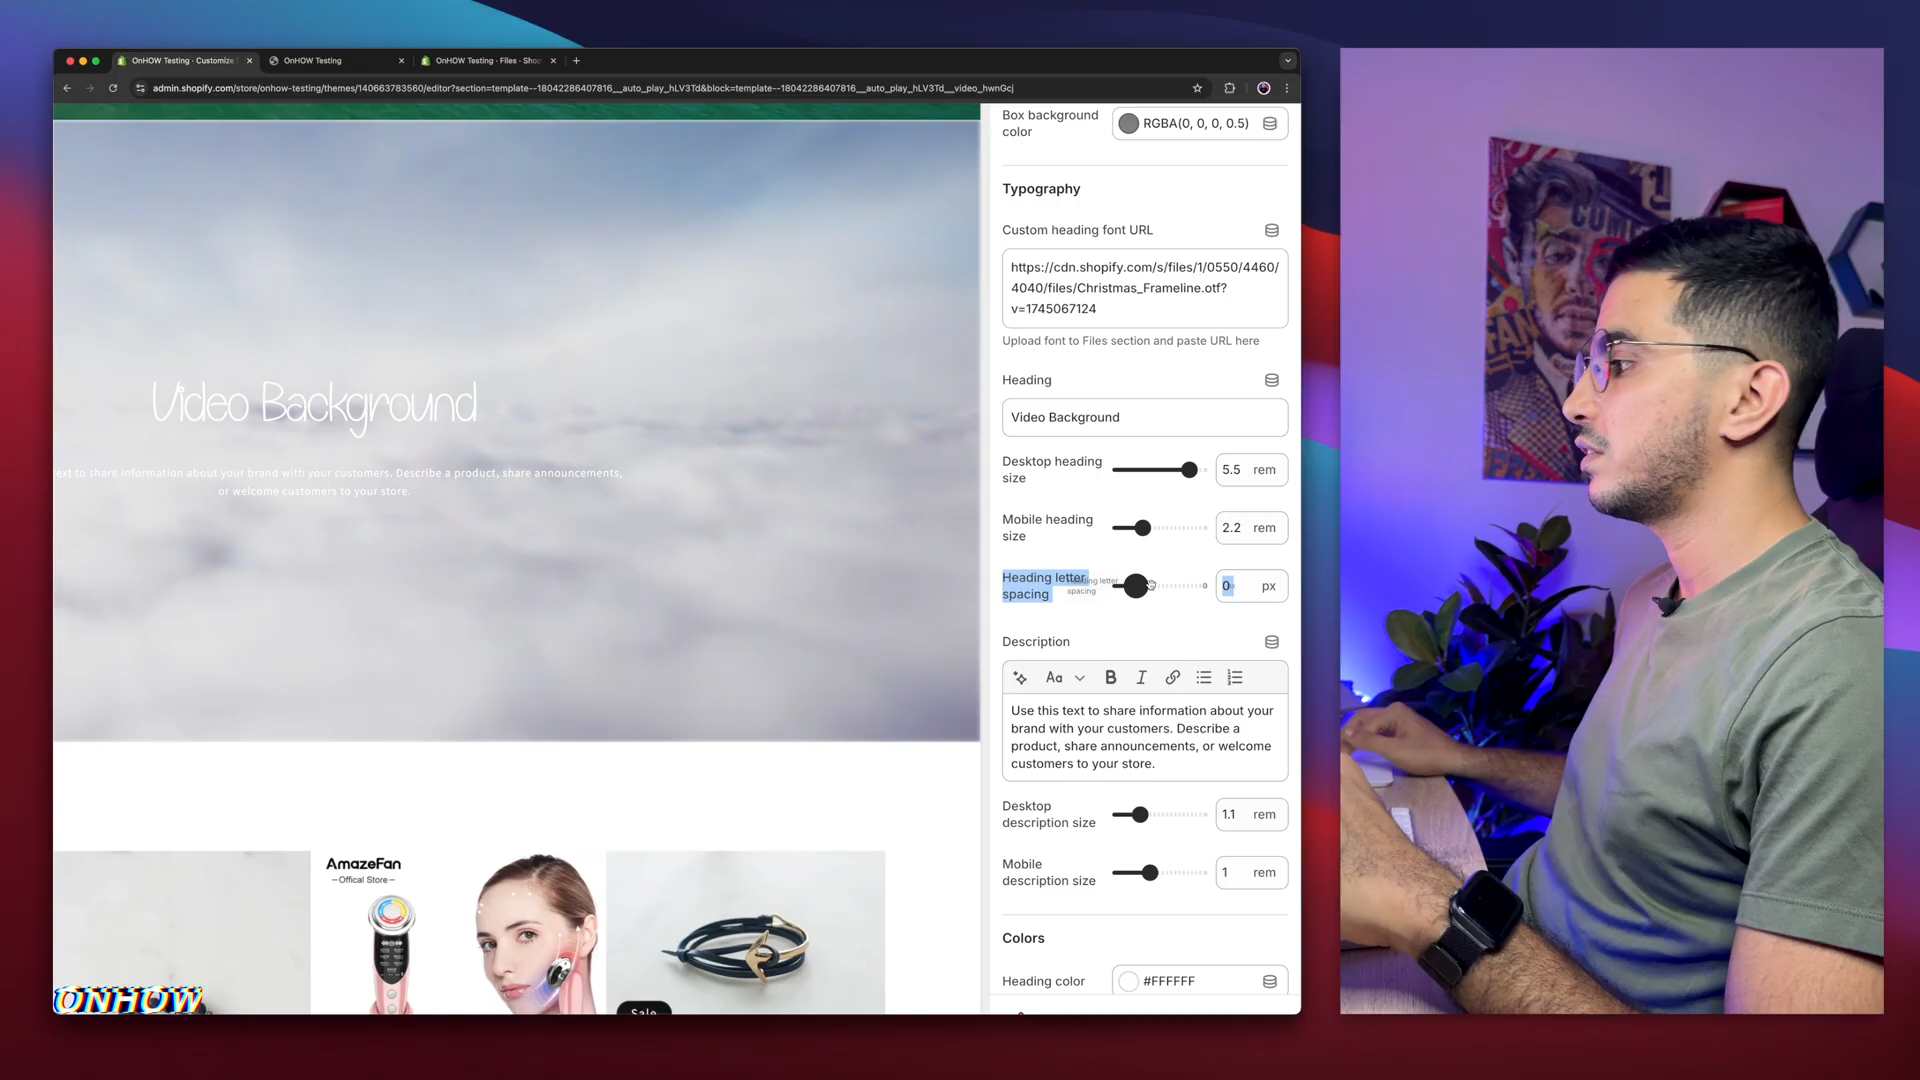 OnHOW Testing · Customize
OnHOW Testing
OnHOW Testing · Files · Shop
admin.shopify.com/store/onhow-testing/themes/140663783560/editor?section=template--18042286407816__auto_play_hLV3Td&block=template--18042286407816__auto_play_hLV3Td__video_hwnGcj
Video Background
ext to share information about your brand with your customers. Describe a product, share announcements,
or welcome customers to your store.
AmazeFan
—Offical Store—
Sale
ONHOW
Box background
color
RGBA(0, 0, 0, 0.5)
Typography
Custom heading font URL
https://cdn.shopify.com/s/files/1/0550/4460/
4040/files/Christmas_Frameline.otf?
v=1745067124
Upload font to Files section and paste URL here
Heading
Video Background
Desktop heading
size
5.5 rem
Mobile heading
size
2.2 rem
Heading letter
spacing
Heading letter
spacing
0 px
Description
Aa B I
Use this text to share information about your
brand with your customers. Describe a
product, share announcements, or welcome
customers to your store.
Desktop
description size
1.1 rem
Mobile
description size
1 rem
Colors
Heading color
#FFFFFF